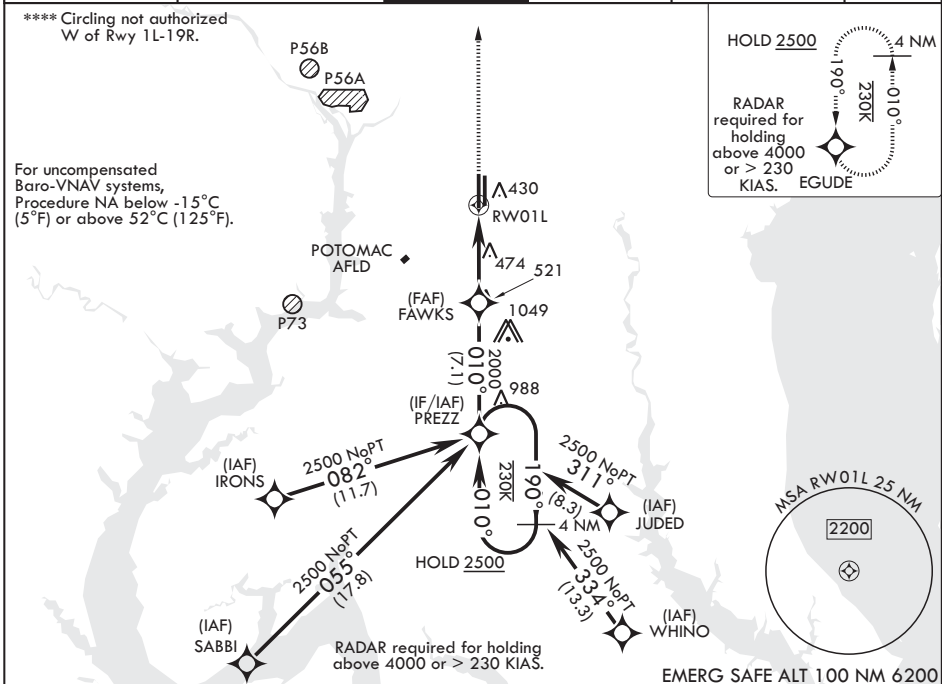 **** Circling not authorized
W of Rwy 1L-19R.
P56B
P56A
HOLD 2500
4 NM
190°
230K
010°
RADAR
required for
holding
above 4000
or > 230
KIAS.
EGUDE
For uncompensated
Baro-VNAV systems,
Procedure NA below -15°C
(5°F) or above 52°C (125°F).
430
RW01L
POTOMAC
AFLD
474
521
(FAF)
FAWKS
1049
P73
2000
010°
(7.1)
988
(IF/IAF)
PREZZ
2500 NoPT
082°
(11.7)
(IAF)
IRONS
230K
190°
010°
4 NM
HOLD 2500
2500 NoPT
311°
(8.3)
(IAF)
JUDED
MSA RW01L 25 NM
2200
2500 NoPT
055°
(17.8)
2500 NoPT
334°
(13.3)
(IAF)
SABBI
(IAF)
WHINO
RADAR required for holding
above 4000 or > 230 KIAS.
EMERG SAFE ALT 100 NM 6200